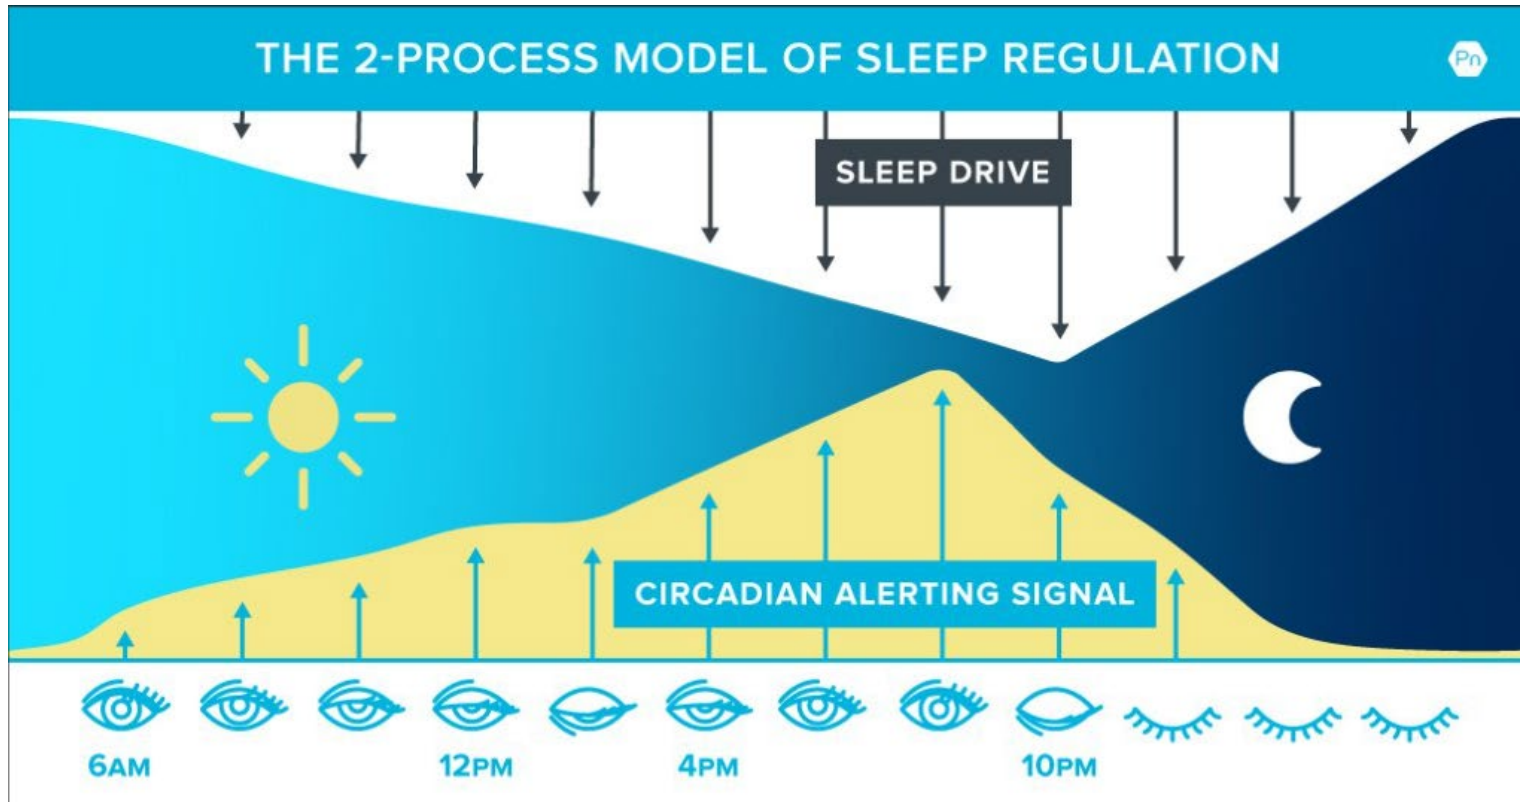 THE 2-PROCESS MODEL OF SLEEP REGULATION
Pn
SLEEP DRIVE
CIRCADIAN ALERTING SIGNAL
6AM 12PM 4PM 10PM